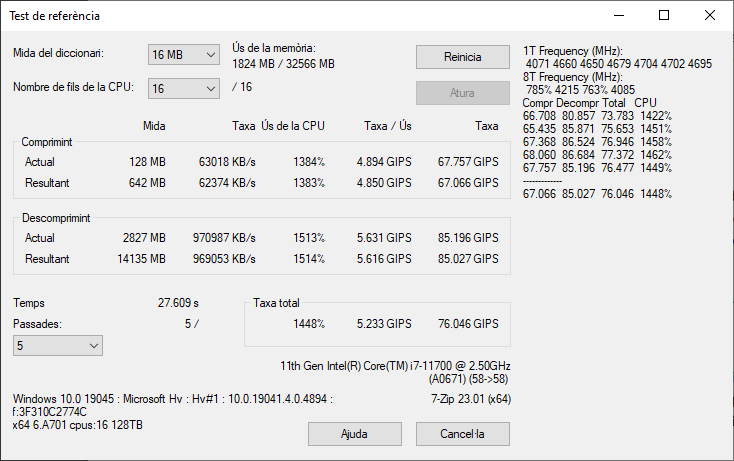 Test de referència
Mida del diccionari: 16 MB
Ús de la memòria:
1824 MB / 32566 MB
Reinicia
Nombre de fils de la CPU: 16 / 16
Atura
Mida Taxa Ús de la CPU Taxa / Ús Taxa
Comprimint
Actual 128 MB 63018 KB/s 1384% 4.894 GIPS 67.757 GIPS
Resultant 642 MB 62374 KB/s 1383% 4.850 GIPS 67.066 GIPS
Descomprimint
Actual 2827 MB 970987 KB/s 1513% 5.631 GIPS 85.196 GIPS
Resultant 14135 MB 969053 KB/s 1514% 5.616 GIPS 85.027 GIPS
Temps 27.609 s
Passades: 5 /
5
Taxa total
1448% 5.233 GIPS 76.046 GIPS
11th Gen Intel(R) Core(TM) i7-11700 @ 2.50GHz
(A0671) (58->58)
Windows 10.0 19045 : Microsoft Hv : Hv#1 : 10.0.19041.4.0.4894 :
f:3F310C2774C
7-Zip 23.01 (x64)
x64 6.A701 cpus:16 128TB
Ajuda
Cancel·la
1T Frequency (MHz):
4071 4660 4650 4679 4704 4702 4695
8T Frequency (MHz):
785% 4215 763% 4085
Compr Decompr Total CPU
66.708 80.857 73.783 1422%
65.435 85.871 75.653 1451%
67.368 86.524 76.946 1458%
68.060 86.684 77.372 1462%
67.757 85.196 76.477 1449%
-------------
67.066 85.027 76.046 1448%